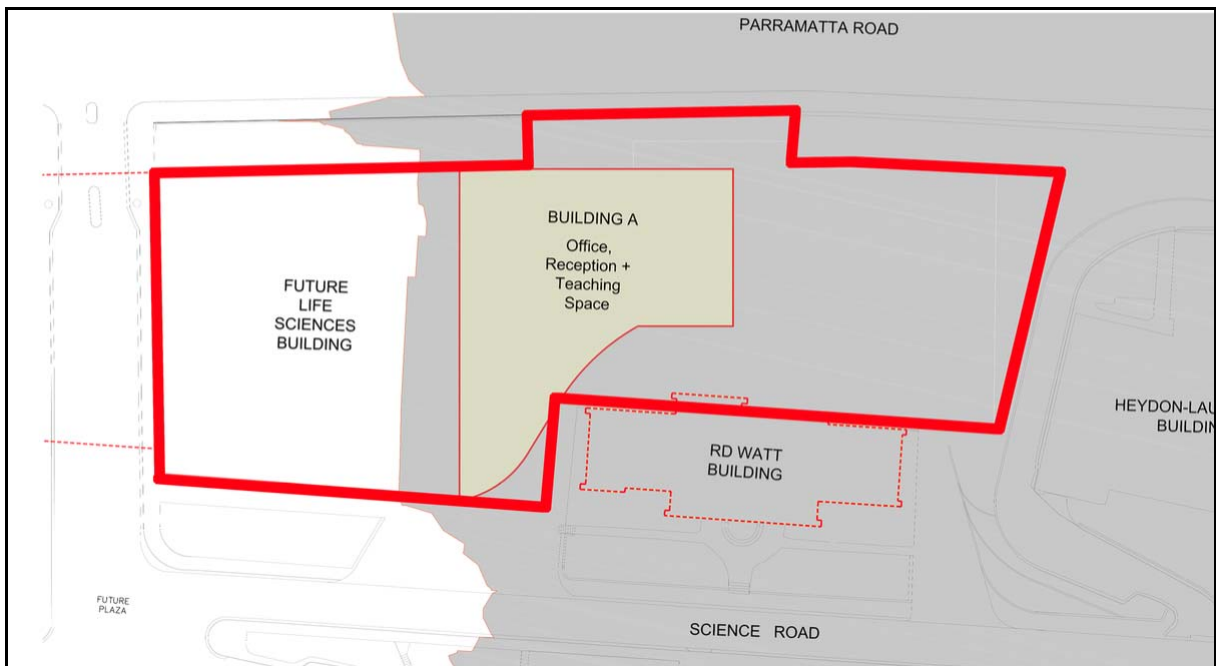 PARRAMATTA ROAD
BUILDING A
Office,
Reception +
Teaching
Space
FUTURE
LIFE
SCIENCES
BUILDING
HEYDON-LAU
BUILDIN
RD WATT
BUILDING
FUTURE
PLAZA
SCIENCE ROAD